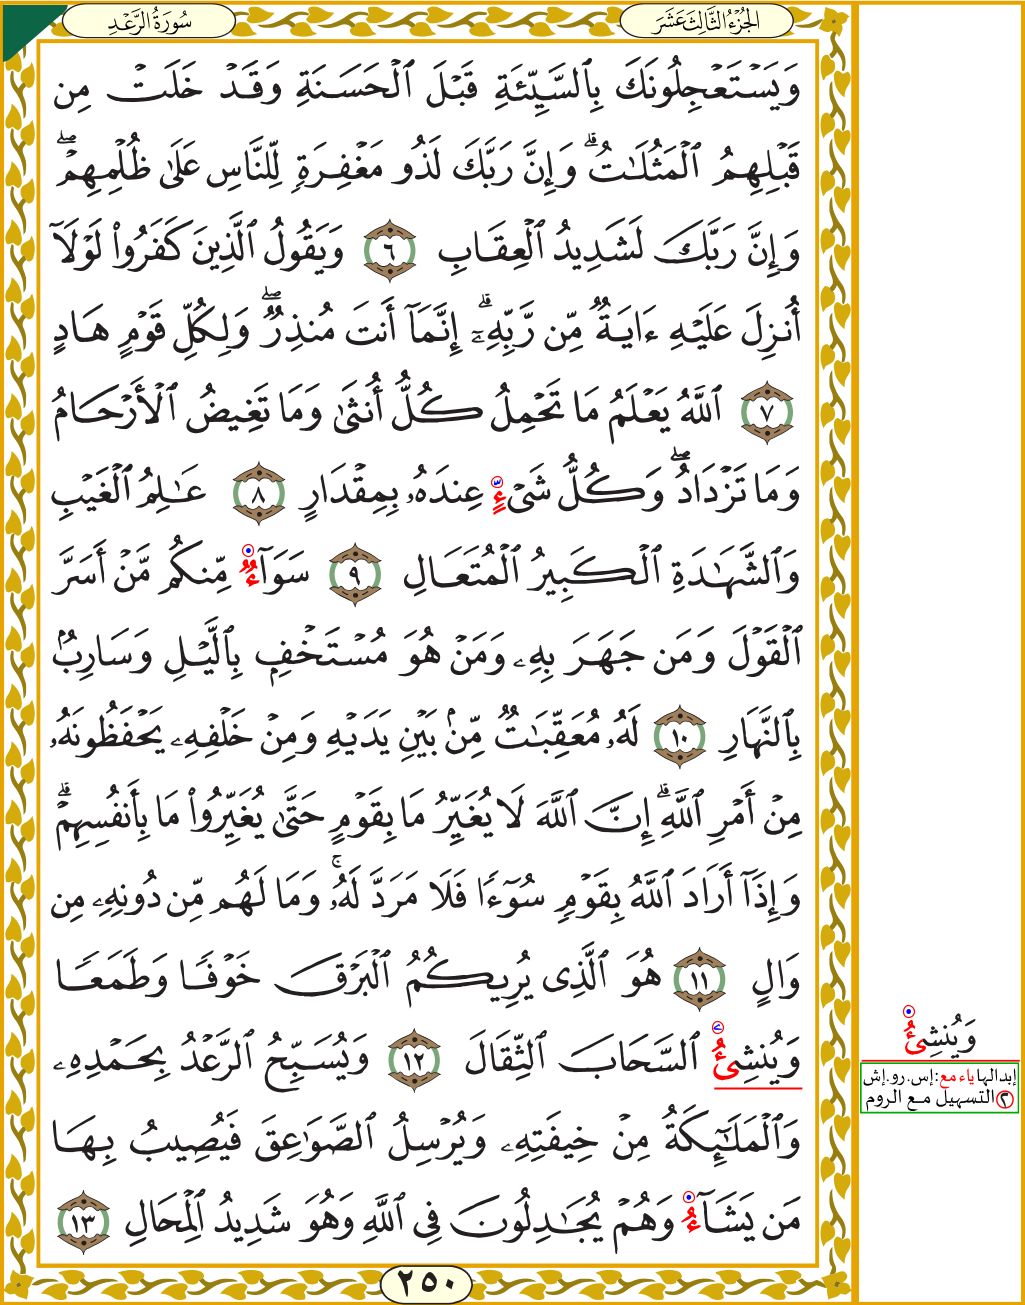 الجُزْءُ الثَّالِثَ عَشَرَ
سُورَةُ الرَّعْدِ
وَيَسۡتَعۡجِلُونَكَ بِٱلسَّيِّئَةِ قَبۡلَ ٱلۡحَسَنَةِ وَقَدۡ خَلَتۡ مِن
قَبۡلِهِمُ ٱلۡمَثُلَٰتُۗ وَإِنَّ رَبَّكَ لَذُو مَغۡفِرَةٖ لِّلنَّاسِ عَلَىٰ ظُلۡمِهِمۡۖ
وَإِنَّ رَبَّكَ لَشَدِيدُ ٱلۡعِقَابِ ٦ وَيَقُولُ ٱلَّذِينَ كَفَرُواْ لَوۡلَآ
أُنزِلَ عَلَيۡهِ ءَايَةٞ مِّن رَّبِّهِۦٓۗ إِنَّمَآ أَنتَ مُنذِرٞۖ وَلِكُلِّ قَوۡمٍ هَادٍ
٧ ٱللَّهُ يَعۡلَمُ مَا تَحۡمِلُ كُلُّ أُنثَىٰ وَمَا تَغِيضُ ٱلۡأَرۡحَامُ
وَمَا تَزۡدَادُۖ وَكُلُّ شَيۡءٍ عِندَهُۥ بِمِقۡدَارٍ ٨ عَٰلِمُ ٱلۡغَيۡبِ
وَٱلشَّهَٰدَةِ ٱلۡكَبِيرُ ٱلۡمُتَعَالِ ٩ سَوَآءٞ مِّنكُم مَّنۡ أَسَرَّ
ٱلۡقَوۡلَ وَمَن جَهَرَ بِهِۦ وَمَنۡ هُوَ مُسۡتَخۡفِۭ بِٱلَّيۡلِ وَسَارِبُۢ
بِٱلنَّهَارِ ١٠ لَهُۥ مُعَقِّبَٰتٞ مِّنۢ بَيۡنِ يَدَيۡهِ وَمِنۡ خَلۡفِهِۦ يَحۡفَظُونَهُۥ
مِنۡ أَمۡرِ ٱللَّهِۗ إِنَّ ٱللَّهَ لَا يُغَيِّرُ مَا بِقَوۡمٍ حَتَّىٰ يُغَيِّرُواْ مَا بِأَنفُسِهِمۡۗ
وَإِذَآ أَرَادَ ٱللَّهُ بِقَوۡمٖ سُوٓءٗا فَلَا مَرَدَّ لَهُۥۚ وَمَا لَهُم مِّن دُونِهِۦ مِن
وَالٍ ١١ هُوَ ٱلَّذِي يُرِيكُمُ ٱلۡبَرۡقَ خَوۡفٗا وَطَمَعٗا
وَيُنشِئُ ٱلسَّحَابَ ٱلثِّقَالَ ١٢ وَيُسَبِّحُ ٱلرَّعۡدُ بِحَمۡدِهِۦ
وَٱلۡمَلَٰٓئِكَةُ مِنۡ خِيفَتِهِۦ وَيُرۡسِلُ ٱلصَّوَٰعِقَ فَيُصِيبُ بِهَا
مَن يَشَآءُ وَهُمۡ يُجَٰدِلُونَ فِي ٱللَّهِ وَهُوَ شَدِيدُ ٱلۡمِحَالِ ١٣
وَيُنشِئُ
إبدالها ياء مع: إس.رو.إش
٢ التسهيل مع الروم
٢٥٠